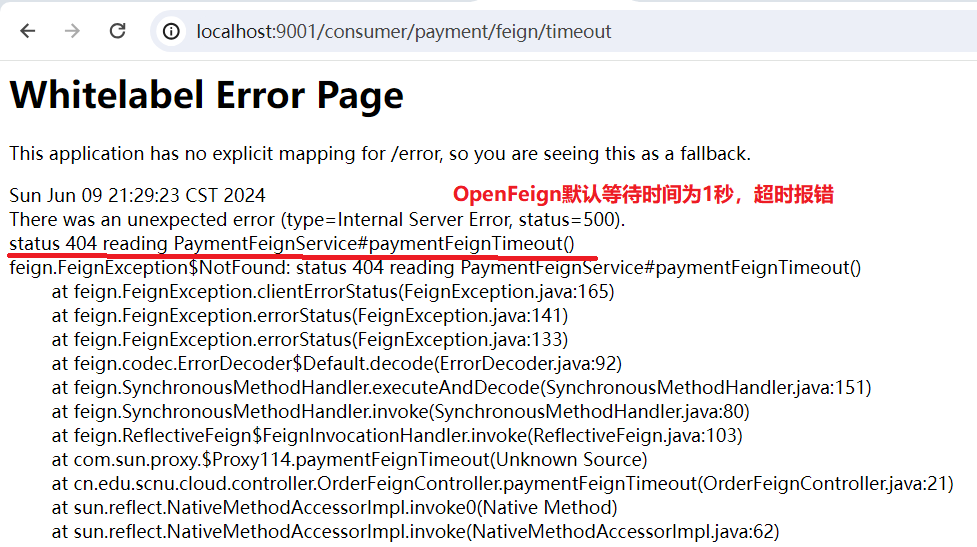 localhost:9001/consumer/payment/feign/timeout
Whitelabel Error Page
This application has no explicit mapping for /error, so you are seeing this as a fallback.
Sun Jun 09 21:29:23 CST 2024
OpenFeign默认等待时间为1秒，超时报错
There was an unexpected error (type=Internal Server Error, status=500).
status 404 reading PaymentFeignService#paymentFeignTimeout()
feign.FeignException$NotFound: status 404 reading PaymentFeignService#paymentFeignTimeout()
at feign.FeignException.clientErrorStatus(FeignException.java:165)
at feign.FeignException.errorStatus(FeignException.java:141)
at feign.FeignException.errorStatus(FeignException.java:133)
at feign.codec.ErrorDecoder$Default.decode(ErrorDecoder.java:92)
at feign.SynchronousMethodHandler.executeAndDecode(SynchronousMethodHandler.java:151)
at feign.SynchronousMethodHandler.invoke(SynchronousMethodHandler.java:80)
at feign.ReflectiveFeign$FeignInvocationHandler.invoke(ReflectiveFeign.java:103)
at com.sun.proxy.$Proxy114.paymentFeignTimeout(Unknown Source)
at cn.edu.scnu.cloud.controller.OrderFeignController.paymentFeignTimeout(OrderFeignController.java:21)
at sun.reflect.NativeMethodAccessorImpl.invoke0(Native Method)
at sun.reflect.NativeMethodAccessorImpl.invoke(NativeMethodAccessorImpl.java:62)